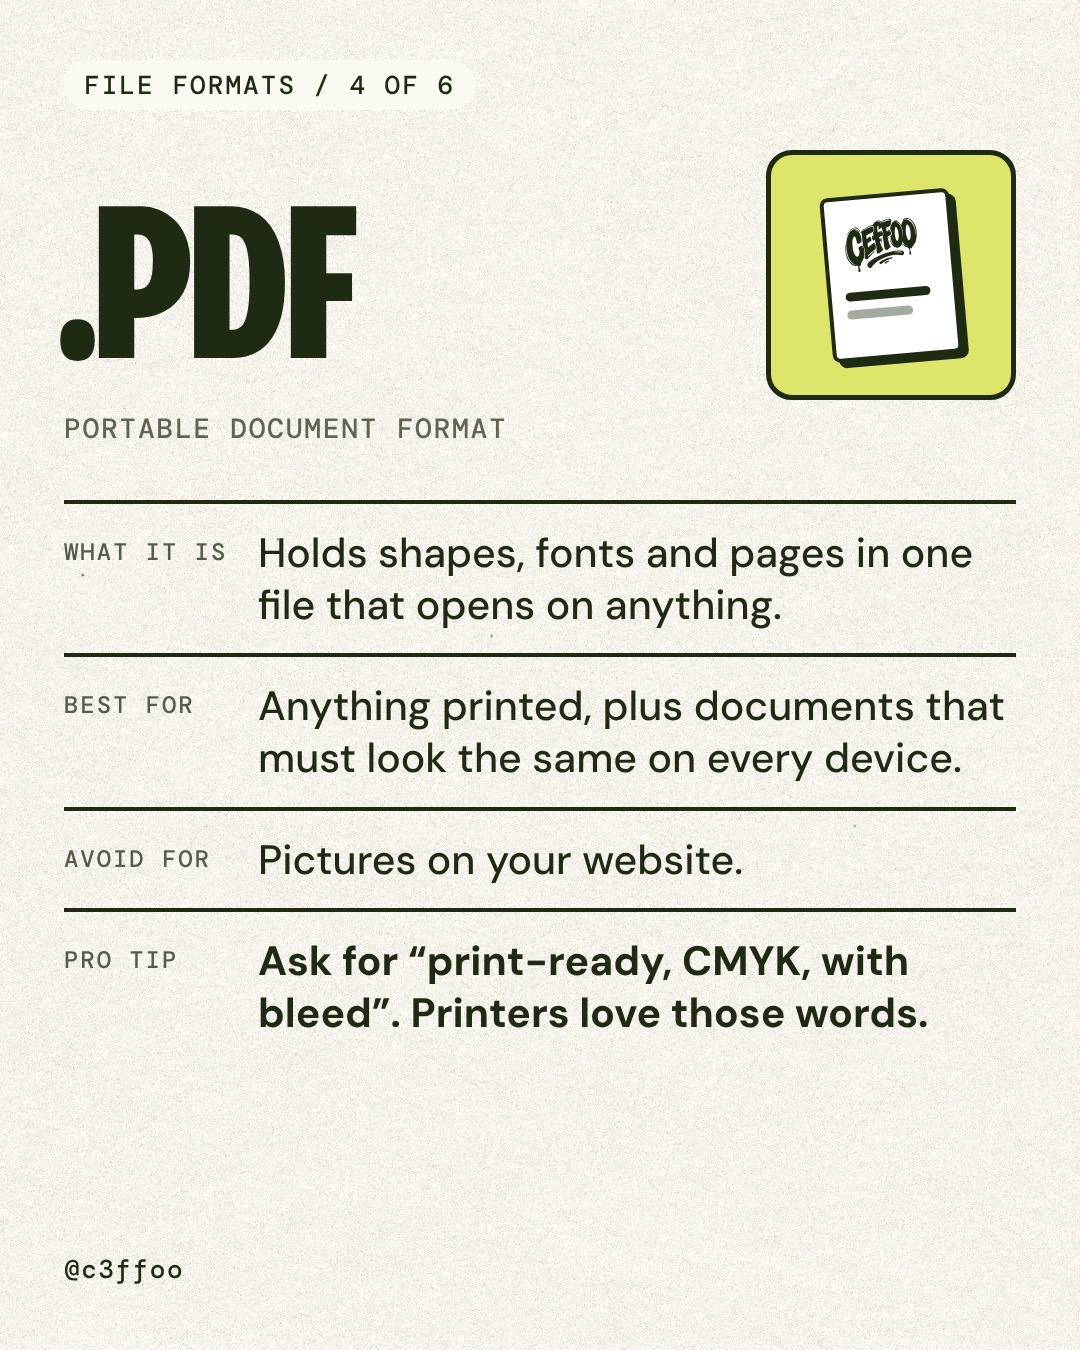 FILE FORMATS / 4 OF 6
.PDF
CEFFOO
PORTABLE DOCUMENT FORMAT
WHAT IT IS
Holds shapes, fonts and pages in one
file that opens on anything.
BEST FOR
Anything printed, plus documents that
must look the same on every device.
AVOID FOR
Pictures on your website.
PRO TIP
Ask for “print-ready, CMYK, with
bleed”. Printers love those words.
@c3ffoo